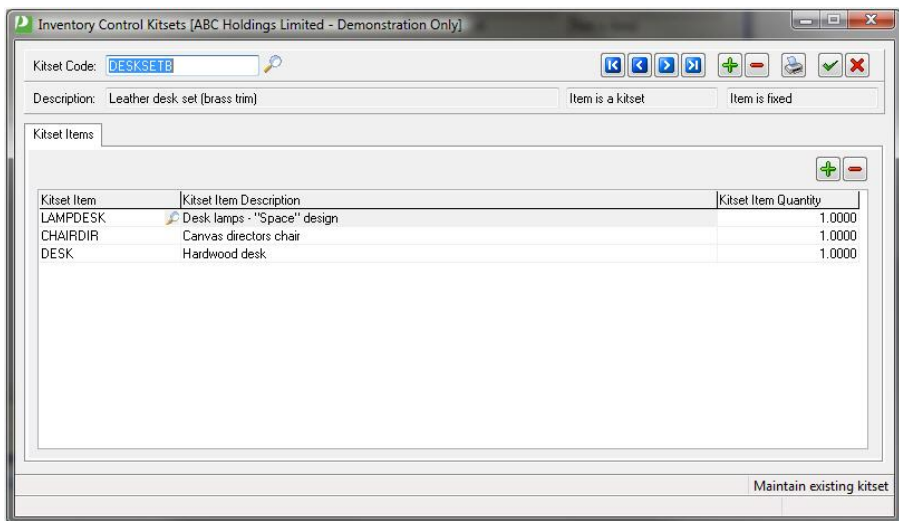 Inventory Control Kitsets [ABC Holdings Limited - Demonstration Only]
Kitset Code: DESKSETB
Description: Leather desk set (brass trim) Item is a kitset Item is fixed
Kitset Items
Kitset Item Kitset Item Description Kitset Item Quantity
LAMPDESK Desk lamps - "Space" design 1.0000
CHAIRDIR Canvas directors chair 1.0000
DESK Hardwood desk 1.0000
Maintain existing kitset